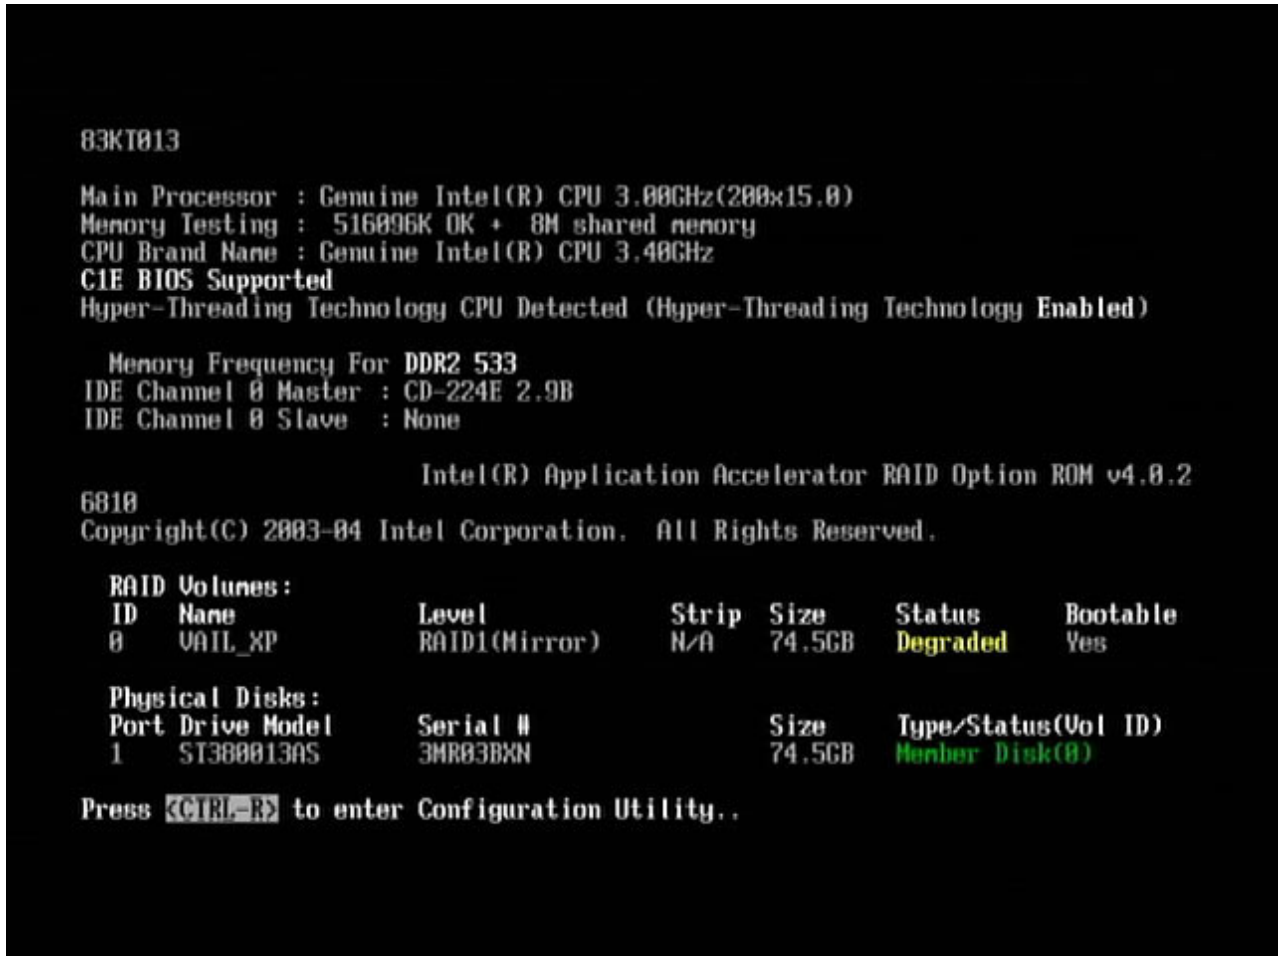 83KT013
Main Processor : Genuine Intel(R) CPU 3.00GHz(200x15.0)
Memory Testing :  516096K OK +  8M shared memory
CPU Brand Name : Genuine Intel(R) CPU 3.40GHz
C1E BIOS Supported
Hyper-Threading Technology CPU Detected (Hyper-Threading Technology Enabled)
Memory Frequency For DDR2 533
IDE Channel 0 Master : CD-224E 2.9B
IDE Channel 0 Slave  : None
Intel(R) Application Accelerator RAID Option ROM v4.0.2
6810
Copyright(C) 2003-04 Intel Corporation.  All Rights Reserved.
RAID Volumes:
ID  Name  Level  Strip  Size  Status  Bootable
0  VAIL_XP  RAID1(Mirror)  N/A  74.5GB  Degraded  Yes
Physical Disks:
Port Drive Model  Serial #  Size  Type/Status(Vol ID)
1  ST380013AS  3MR03BXN  74.5GB  Member Disk(0)
Press <CTRL-R> to enter Configuration Utility..